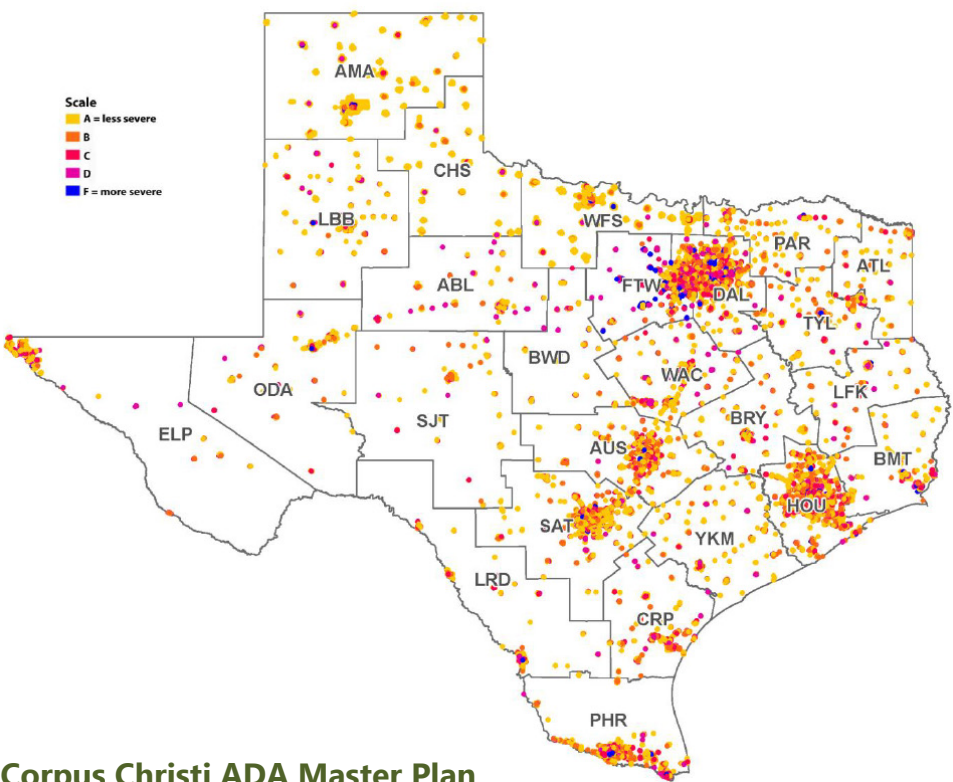 Scale
A = less severe
B
C
D
F = more severe
AMA
CHS
LBB
WFS
PAR
ATL
FTW
DAL
ABL
TYL
BWD
WAC
ODA
SJT
LFK
BRY
ELP
AUS
BMT
HOU
SAT
YKM
LRD
CRP
PHR
Corpus Christi ADA Master Plan